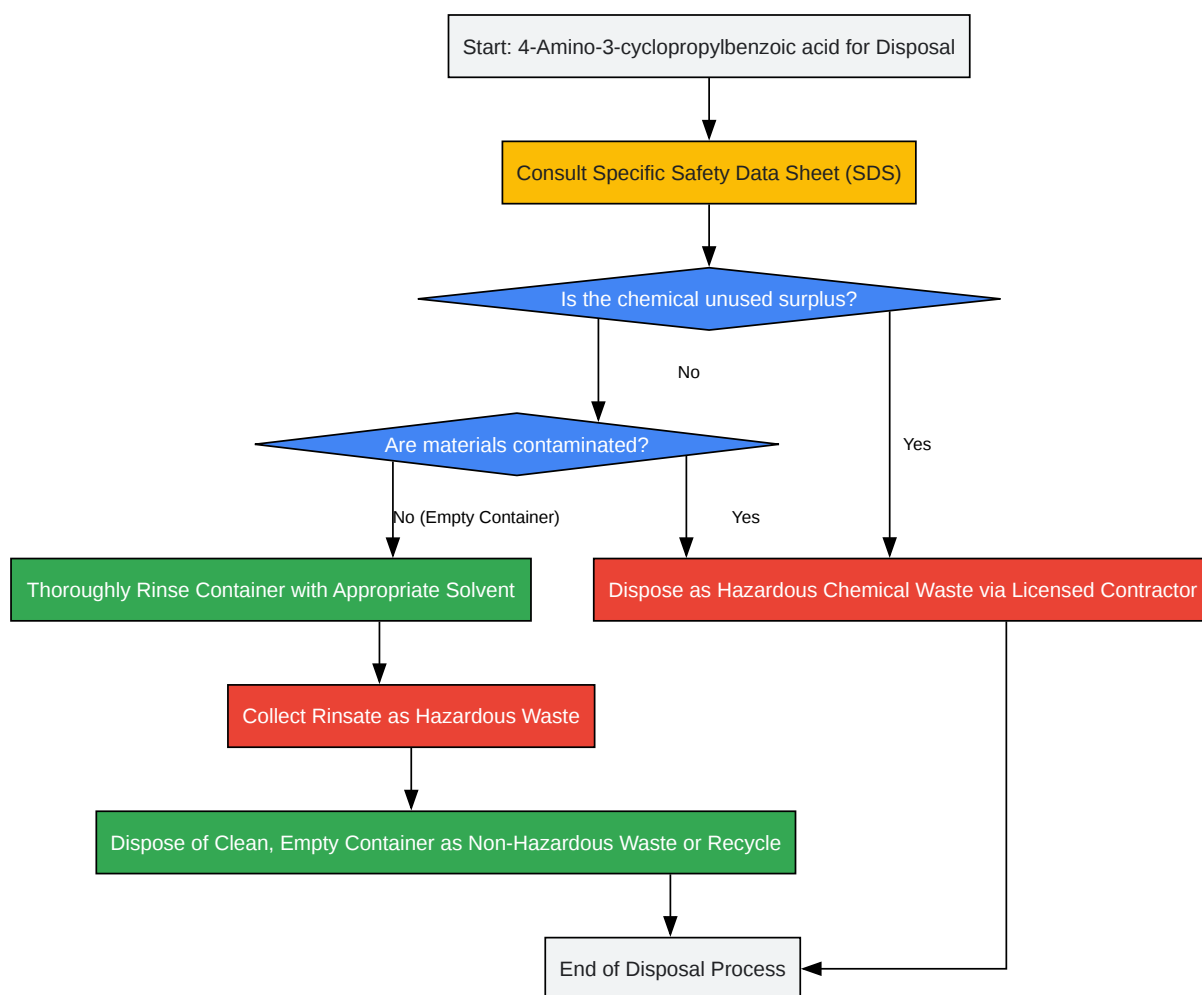 Start: 4-Amino-3-cyclopropylbenzoic acid for Disposal
Consult Specific Safety Data Sheet (SDS)
Is the chemical unused surplus?
No
Are materials contaminated?
Yes
No (Empty Container)
Yes
Thoroughly Rinse Container with Appropriate Solvent
Dispose as Hazardous Chemical Waste via Licensed Contractor
Collect Rinsate as Hazardous Waste
Dispose of Clean, Empty Container as Non-Hazardous Waste or Recycle
End of Disposal Process